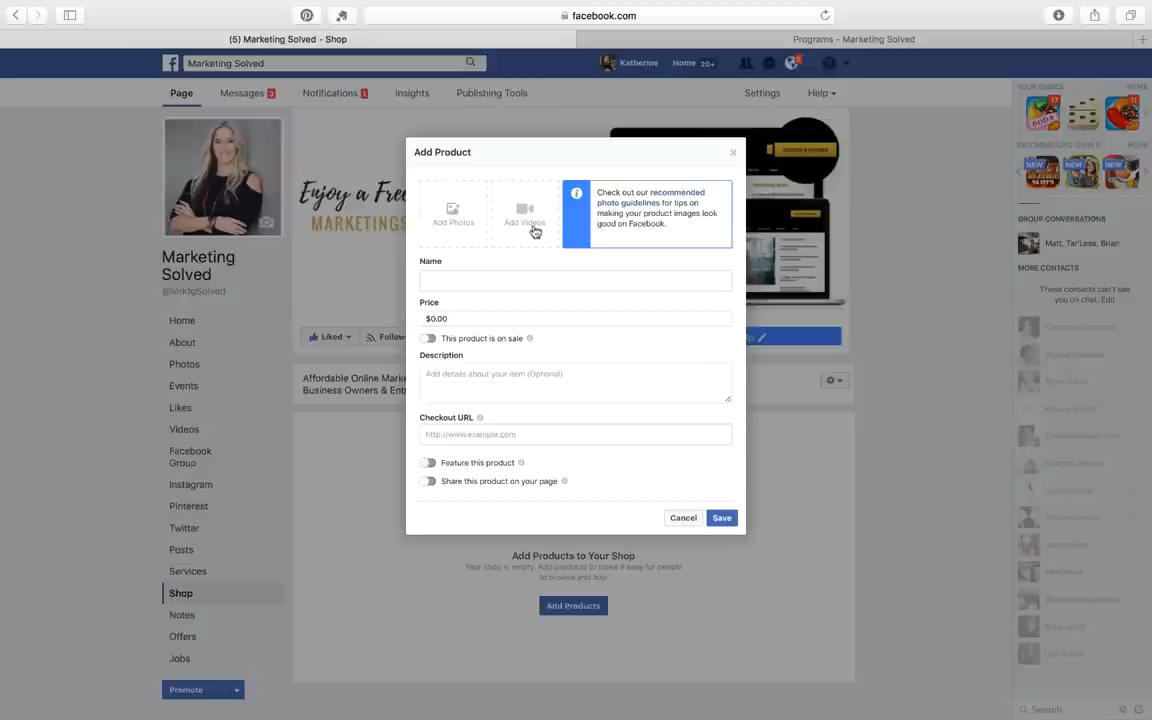 facebook.com
(5) Marketing Solved - Shop
Programs - Marketing Solved
Marketing Solved
Katherine
Home 20+
Page
Messages 3
Notifications 1
Insights
Publishing Tools
Settings
Help
YOUR GAMES
MORE
17
11
MORE
NEW
NEW
NEW
GROUP CONVERSATIONS
Matt, Tar'Lese, Brian
MORE CONTACTS
These contacts can't see
you on chat. Edit
Search
Enjoy a Free
Marketing
Solved
@MrktgSolved
Liked
Follow
Home
About
Photos
Events
Likes
Videos
Facebook
Group
Instagram
Pinterest
Twitter
Posts
Services
Shop
Notes
Offers
Jobs
Promote
Affordable Online Marke
Business Owners & Ent
Add Product
Add Photos
Add Videos
Check out our recommended
photo guidelines for tips on
making your product images look
good on Facebook.
Name
Price
$0.00
This product is on sale
Description
Add details about your item (Optional)
Checkout URL
http://www.example.com
Feature this product
Share this product on your page
Cancel
Save
Add Products to Your Shop
Your shop is empty. Add products to make it easy for people
to browse and buy.
Add Products